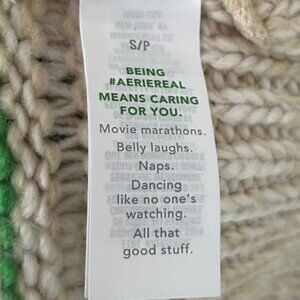 S/P
BEING
#AERIEREAL
MEANS CARING
FOR YOU.
Movie marathons.
Belly laughs.
Naps.
Dancing
like no one's
watching.
All that
good stuff.